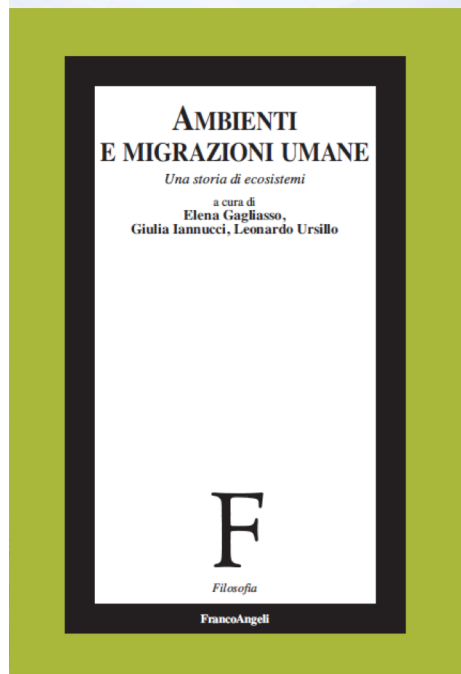 AMBIENTI
E MIGRAZIONI UMANE
Una storia di ecosistemi
a cura di
Elena Gagliasso,
Giulia Iannucci, Leonardo Ursillo
F
Filosofia
FrancoAngeli